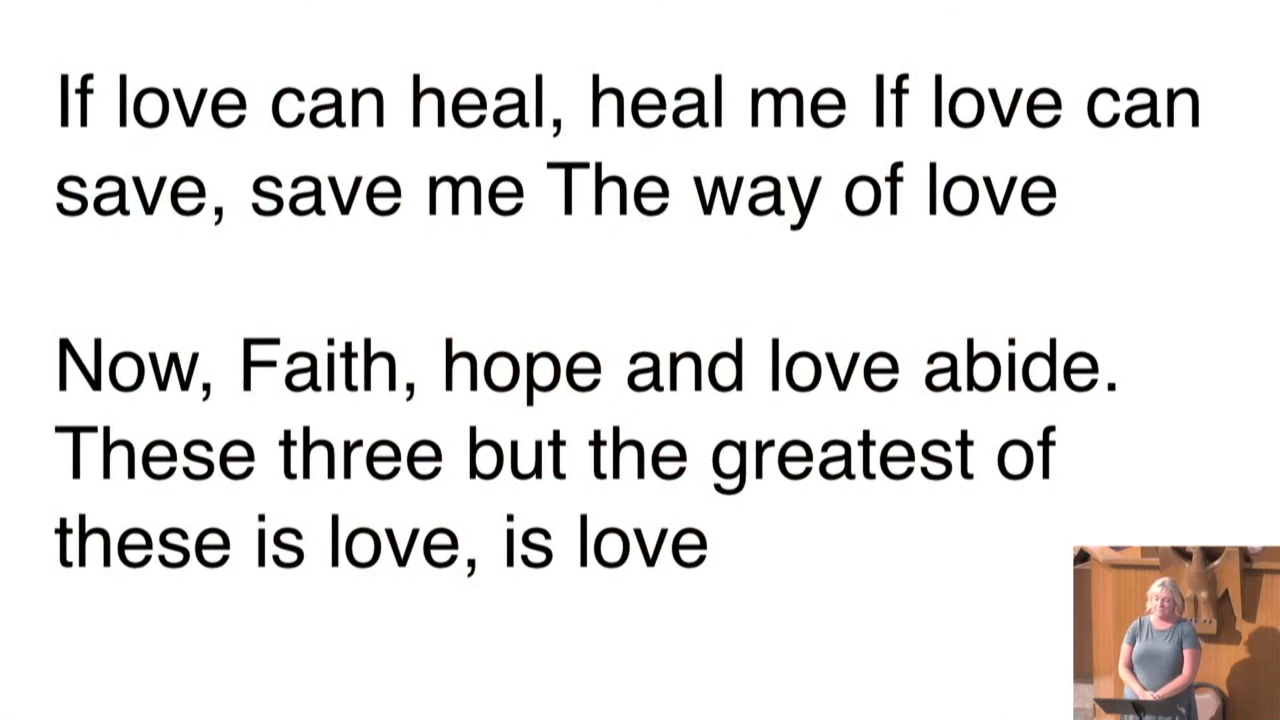 If love can heal, heal me If love can
save, save me The way of love
Now, Faith, hope and love abide.
These three but the greatest of
these is love, is love